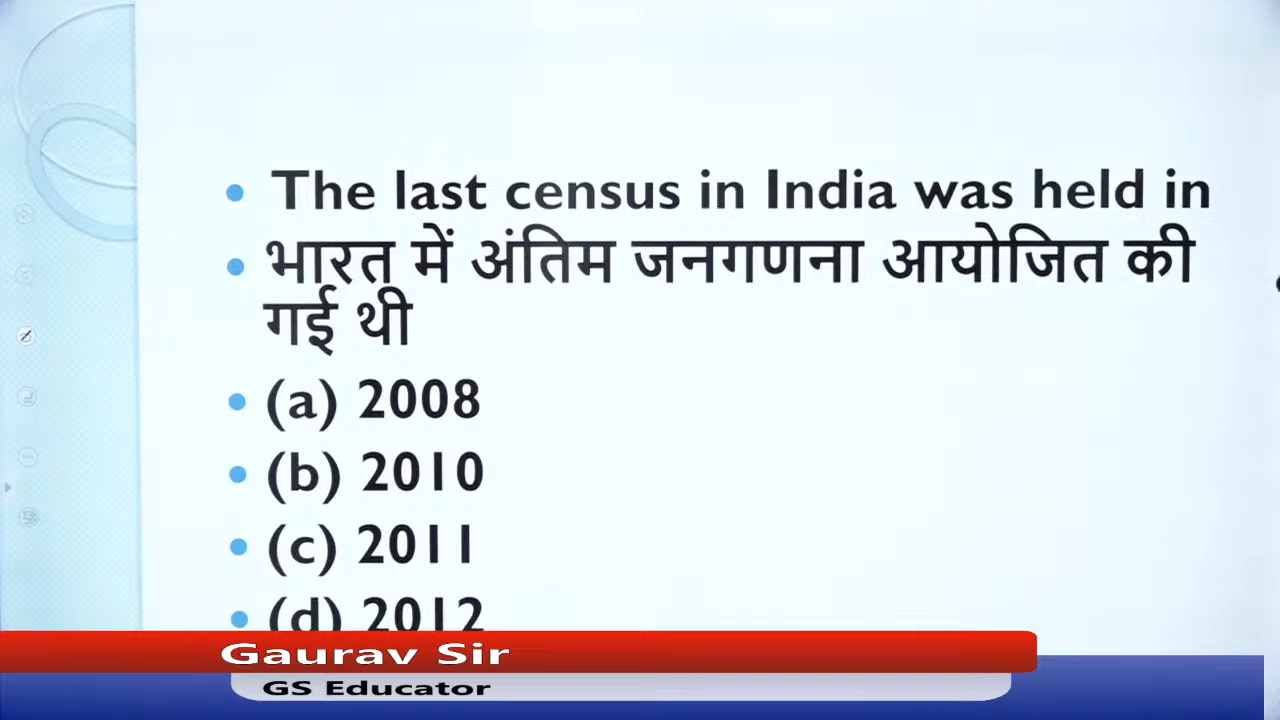 The last census in India was held in
भारत में अंतिम जनगणना आयोजित की
गई थी
(a) 2008
(b) 2010
(c) 2011
(d) 2012
Gaurav Sir
GS Educator